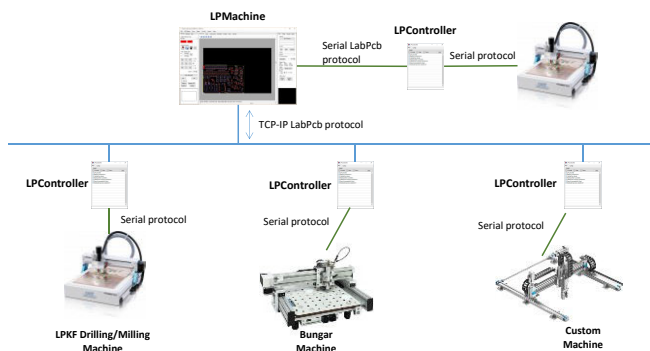 LPMachine
LPController
Serial LabPcb
protocol
Serial protocol
TCP-IP LabPcb protocol
LPController
LPController
LPController
Serial protocol
Serial protocol
Serial protocol
LPKF Drilling/Milling
Machine
Bungar
Machine
Custom
Machine